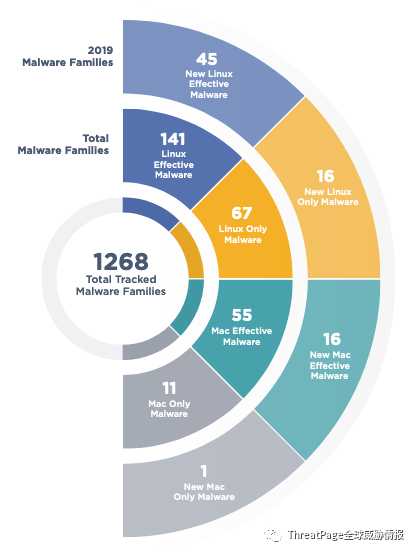 2019
Malware Families
45
New Linux
Effective
Malware
16
New Linux
Only Malware
Total
Malware Families
141
Linux
Effective
Malware
67
Linux Only
Malware
1268
Total Tracked
Malware Families
55
Mac Effective
Malware
16
New Mac
Effective
Malware
11
Mac Only
Malware
1
New Mac
Only Malware
ThreatPage全球威胁情报